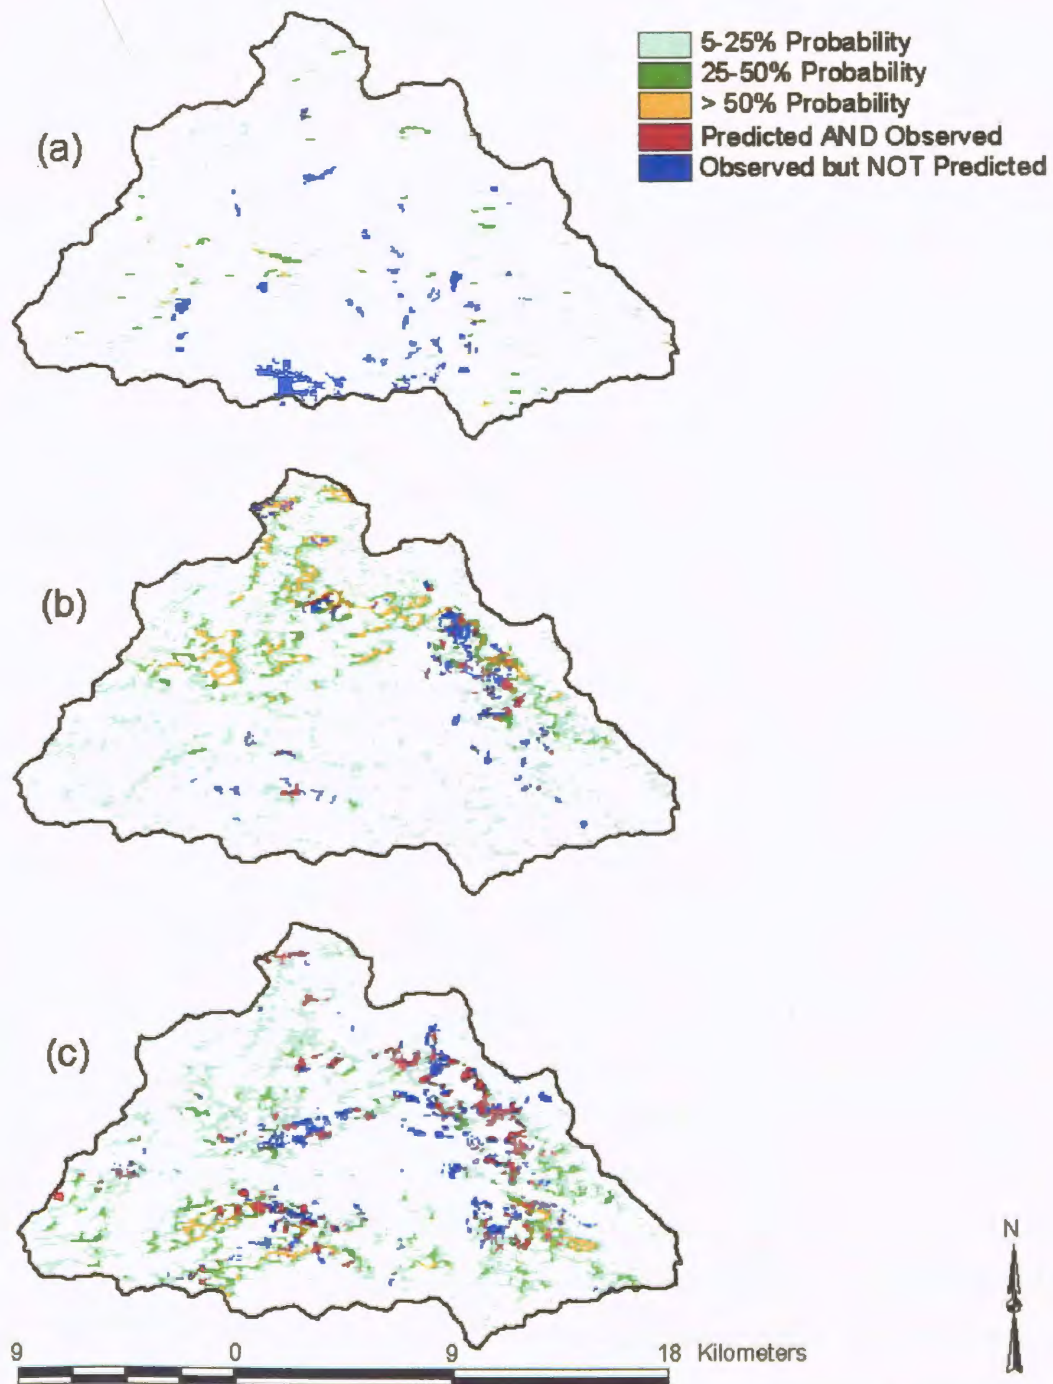 5-25% Probability
25-50% Probability
> 50% Probability
Predicted AND Observed
Observed but NOT Predicted
(a)
(b)
(c)
N
9 0 9 18 Kilometers